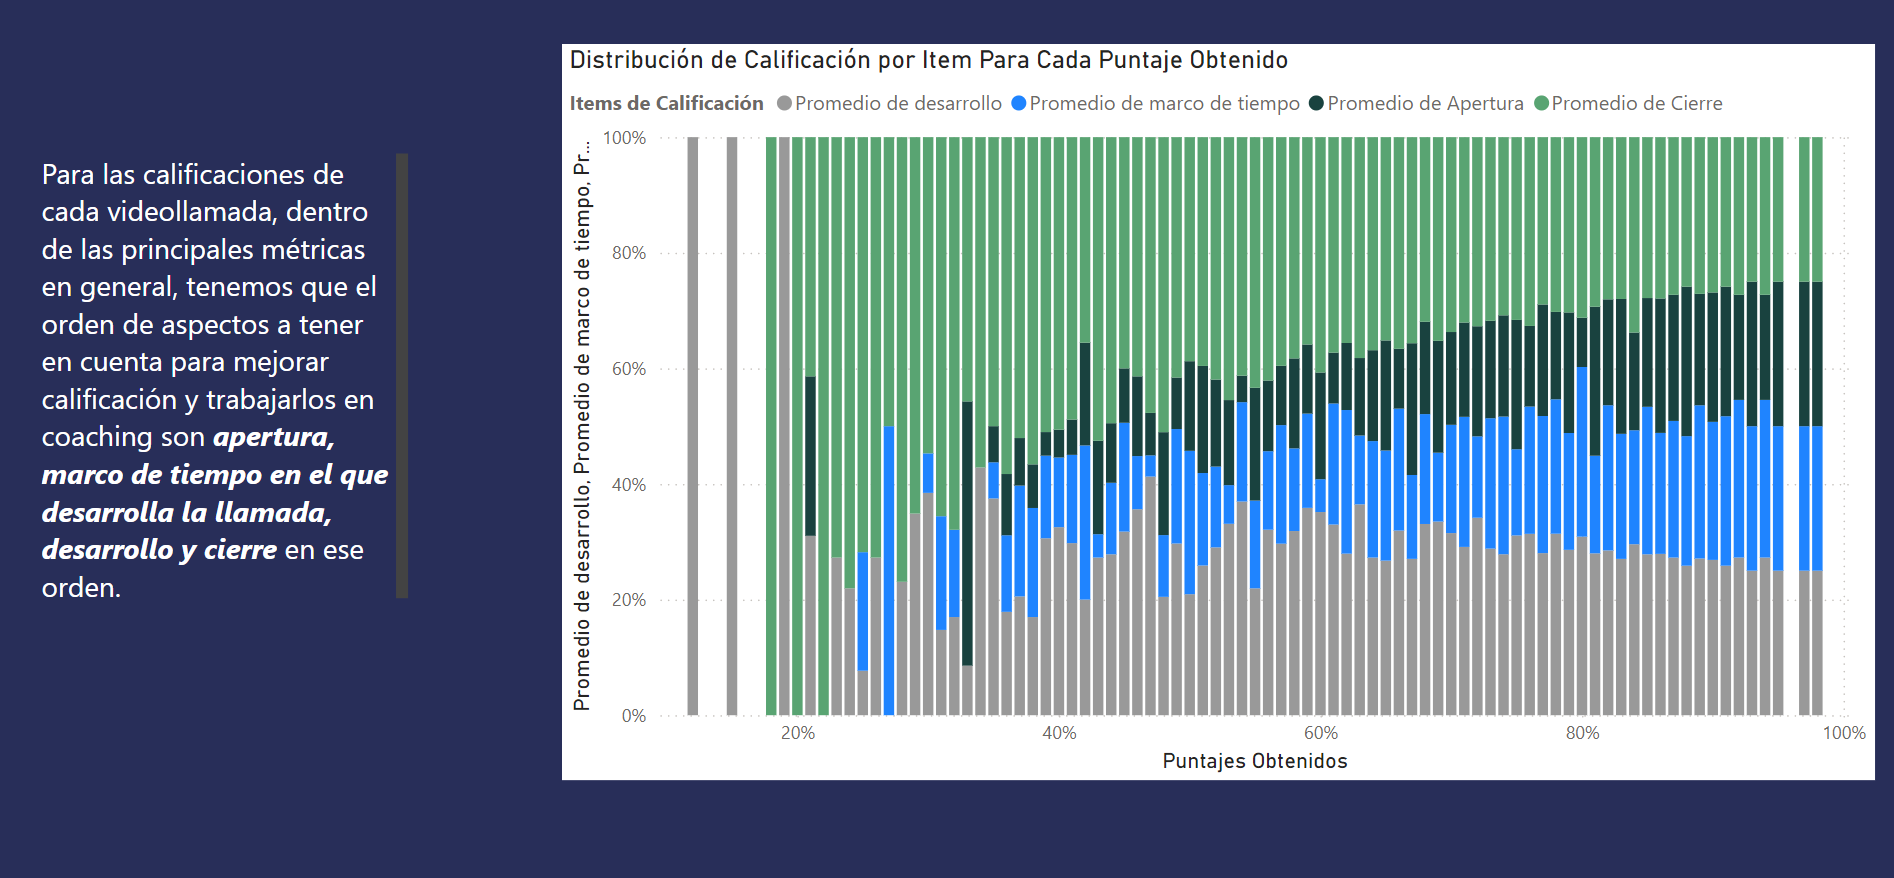 Para las calificaciones de
cada videollamada, dentro
de las principales métricas
en general, tenemos que el
orden de aspectos a tener
en cuenta para mejorar
calificación y trabajarlos en
coaching son apertura,
marco de tiempo en el que
desarrolla la llamada,
desarrollo y cierre en ese
orden.
Distribución de Calificación por Item Para Cada Puntaje Obtenido
Items de Calificación Promedio de desarrollo Promedio de marco de tiempo Promedio de Apertura Promedio de Cierre
Promedio de desarrollo, Promedio de marco de tiempo, Pr...
100%
80%
60%
40%
20%
0%
20% 40% 60% 80% 100%
Puntajes Obtenidos